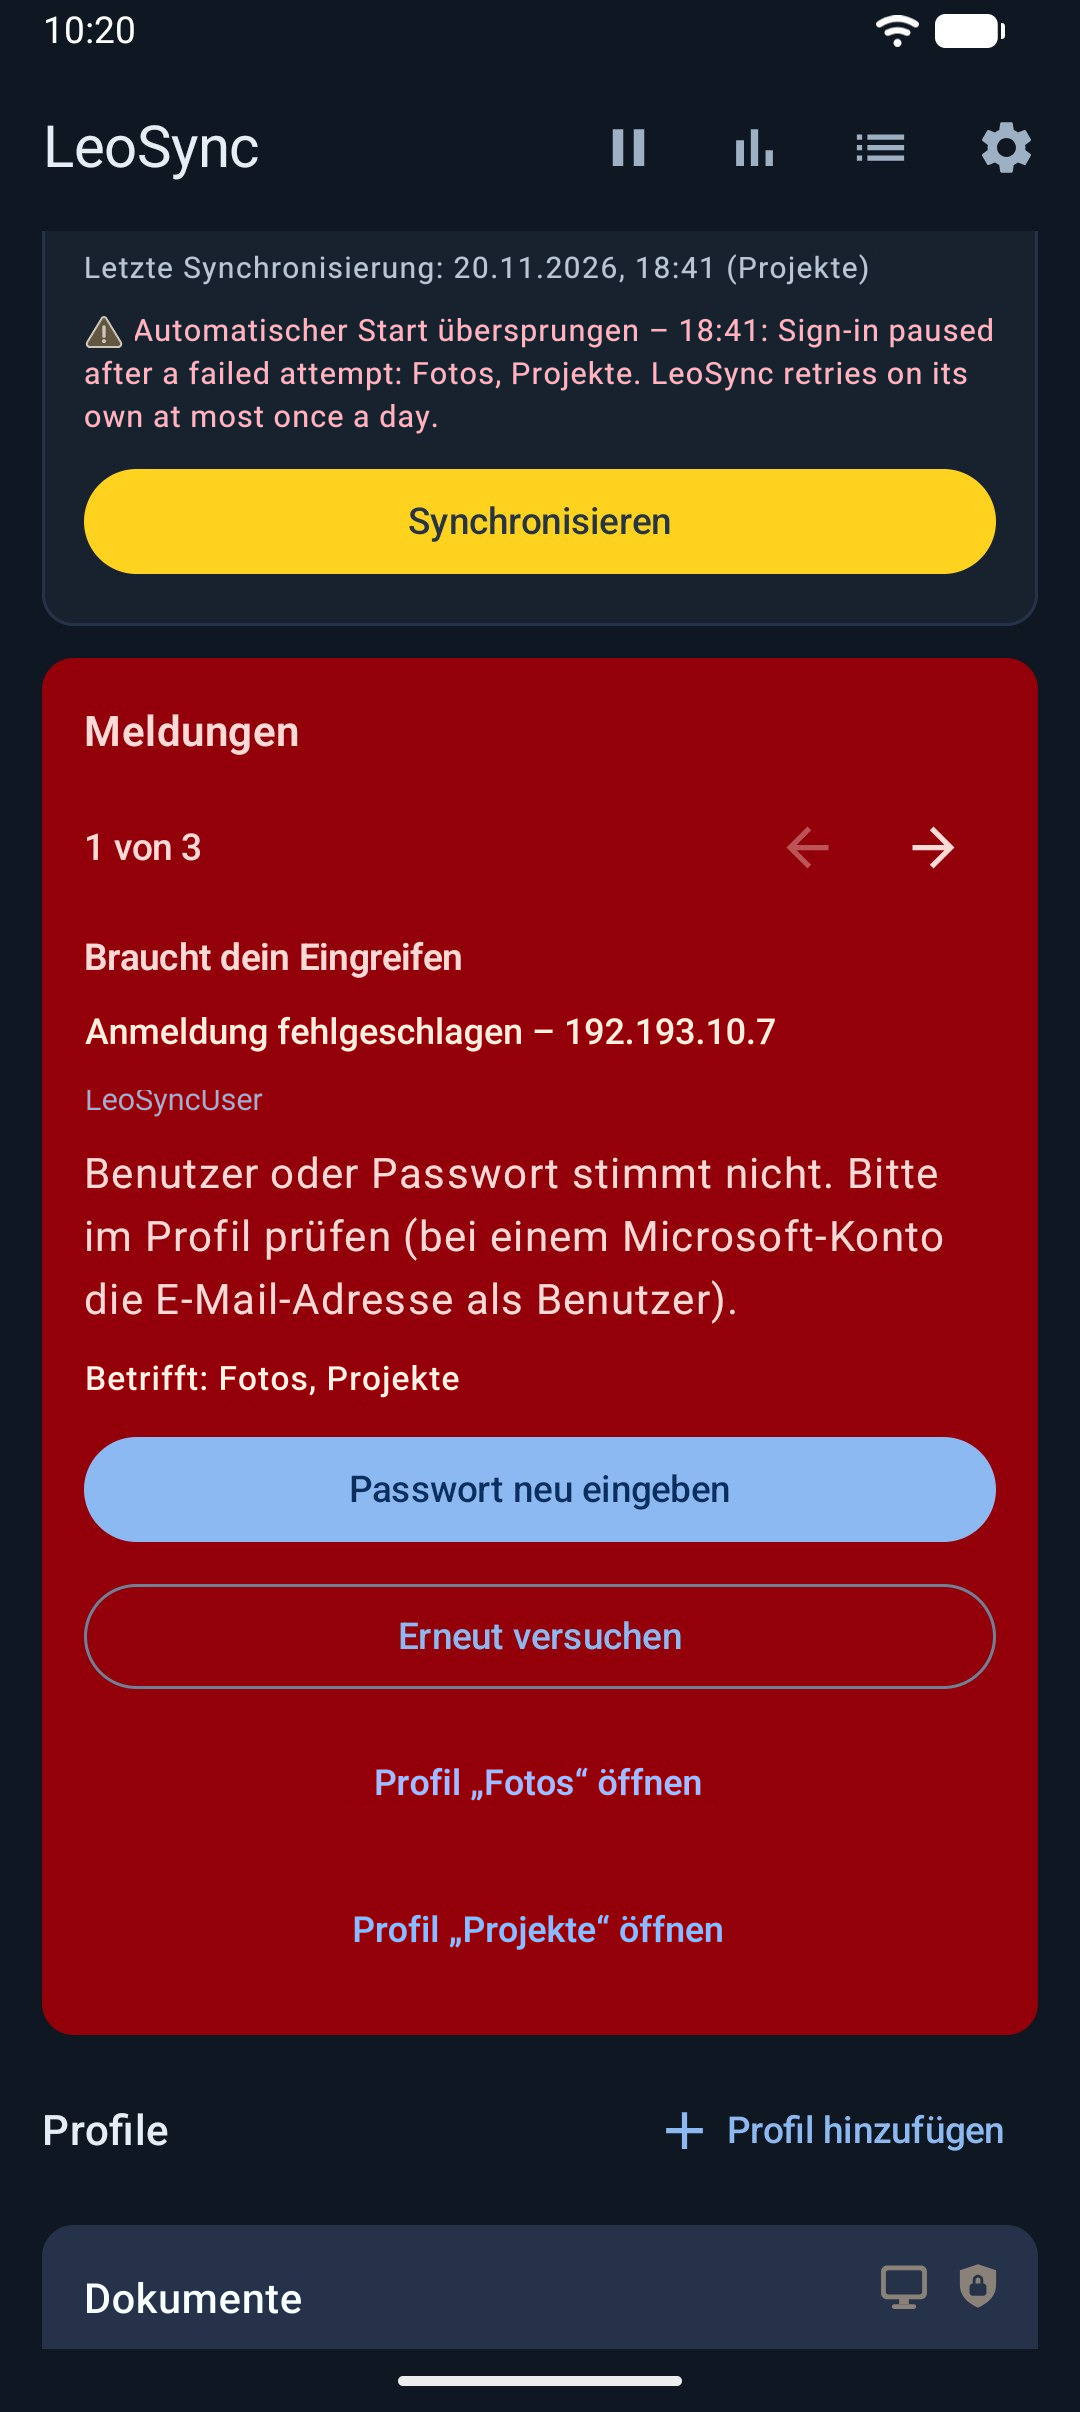 10:20
LeoSync
Letzte Synchronisierung: 20.11.2026, 18:41 (Projekte)
⚠ Automatischer Start übersprungen – 18:41: Sign-in paused
after a failed attempt: Fotos, Projekte. LeoSync retries on its
own at most once a day.
Synchronisieren
Meldungen
1 von 3
Braucht dein Eingreifen
Anmeldung fehlgeschlagen – 192.193.10.7
LeoSyncUser
Benutzer oder Passwort stimmt nicht. Bitte
im Profil prüfen (bei einem Microsoft-Konto
die E-Mail-Adresse als Benutzer).
Betrifft: Fotos, Projekte
Passwort neu eingeben
Erneut versuchen
Profil „Fotos“ öffnen
Profil „Projekte“ öffnen
Profile
+ Profil hinzufügen
Dokumente